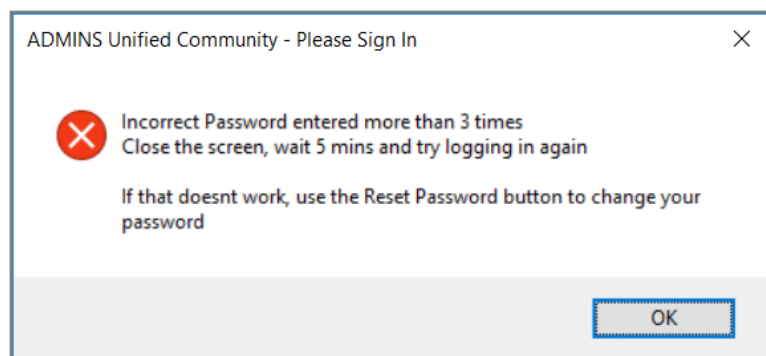 ADMINS Unified Community - Please Sign In
Incorrect Password entered more than 3 times
Close the screen, wait 5 mins and try logging in again
If that doesnt work, use the Reset Password button to change your
password
OK